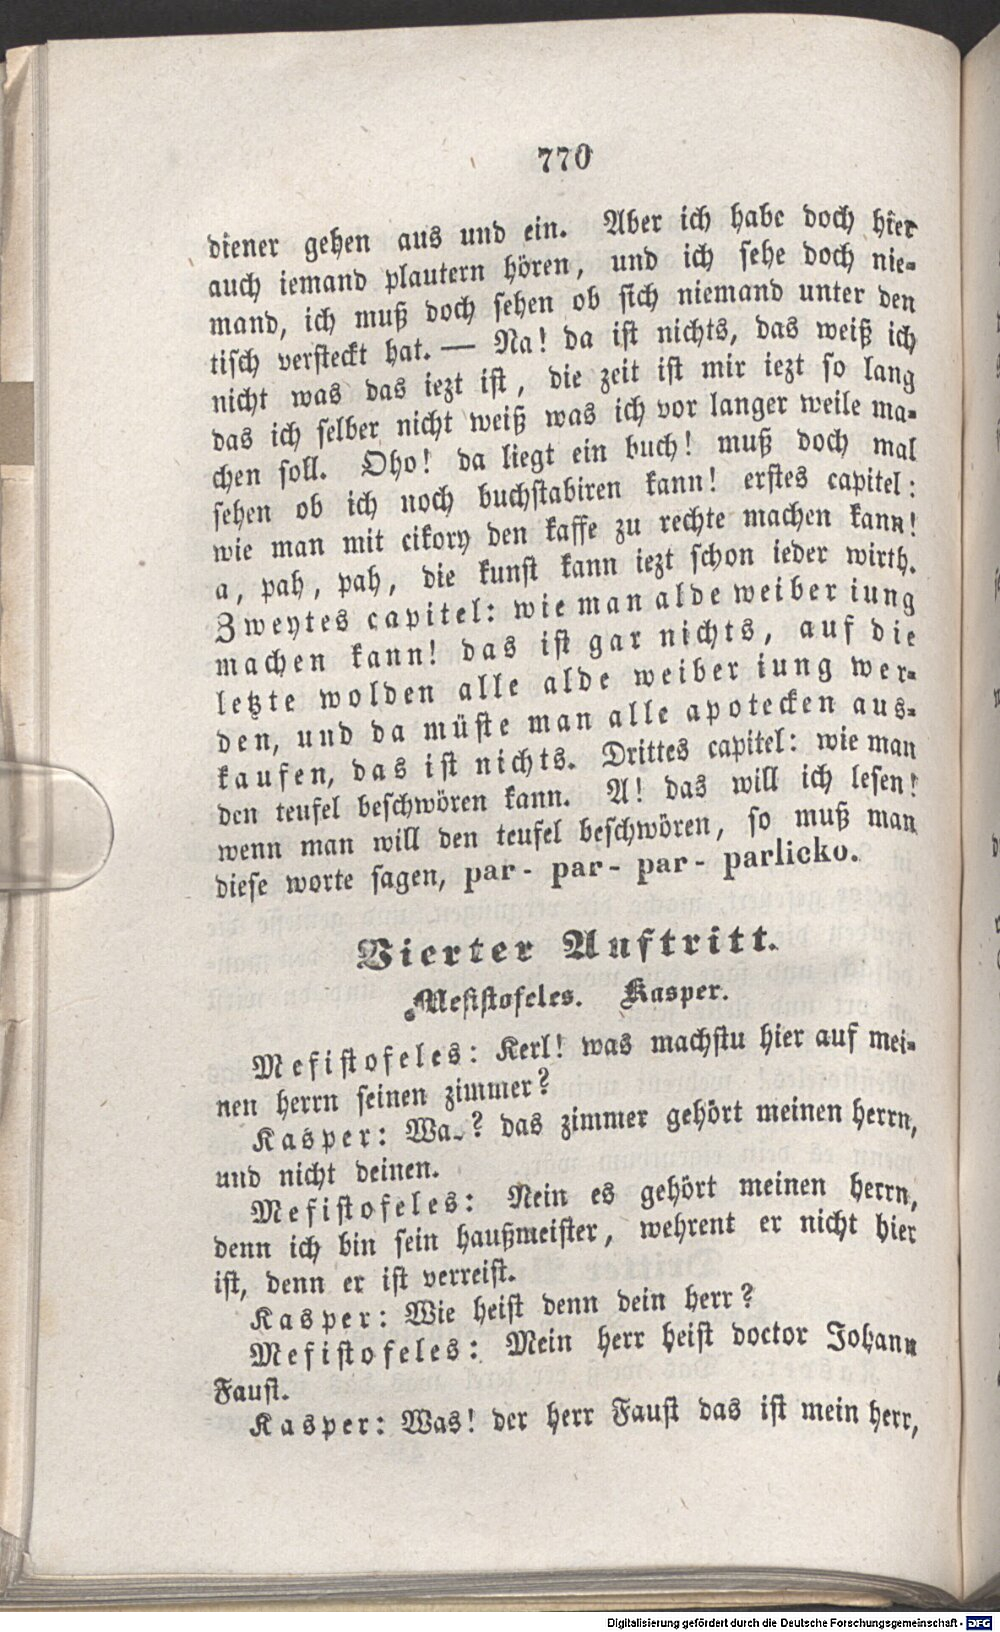 770
diener gehen aus und ein. Aber ich habe doch hier
auch iemand plautern hören, und ich sehe doch nie-
mand, ich muß doch sehen ob sich niemand unter den
tisch versteckt hat. — Na! da ist nichts, das weiß ich
nicht was das iezt ist, die zeit ist mir iezt so lang
das ich selber nicht weiß was ich vor langer weile ma-
chen soll. Oho! da liegt ein buch! muß doch mal
sehen ob ich noch buchstabiren kann! erstes capitel:
wie man mit cikory den kaffe zu rechte machen kann!
a, pah, pah, die kunst kann iezt schon ieder wirth.
Zweytes capitel: wie man alde weiber iung
machen kann! das ist gar nichts, auf die
letzte wolden alle alde weiber iung wer-
den, und da müste man alle apotecken aus-
kaufen, das ist nichts. Drittes capitel: wie man
den teufel beschwören kann. A! das will ich lesen!
wenn man will den teufel beschwören, so muß man
diese worte sagen, par - par - par - parlicko.
Vierter Auftritt.
Mefistofeles. Kasper.
Mefistofeles: Kerl! was machstu hier auf mei-
nen herrn seinen zimmer?
Kasper: Wa.? das zimmer gehört meinen herrn,
und nicht deinen.
Mefistofeles: Nein es gehört meinen herrn,
denn ich bin sein haußmeister, wehrent er nicht hier
ist, denn er ist verreist.
Kasper: Wie heist denn dein herr?
Mefistofeles: Mein herr heist doctor Johann
Faust.
Kasper: Was! der herr Faust das ist mein herr,
Digitalisierung gefördert durch die Deutsche Forschungsgemeinschaft - DFG